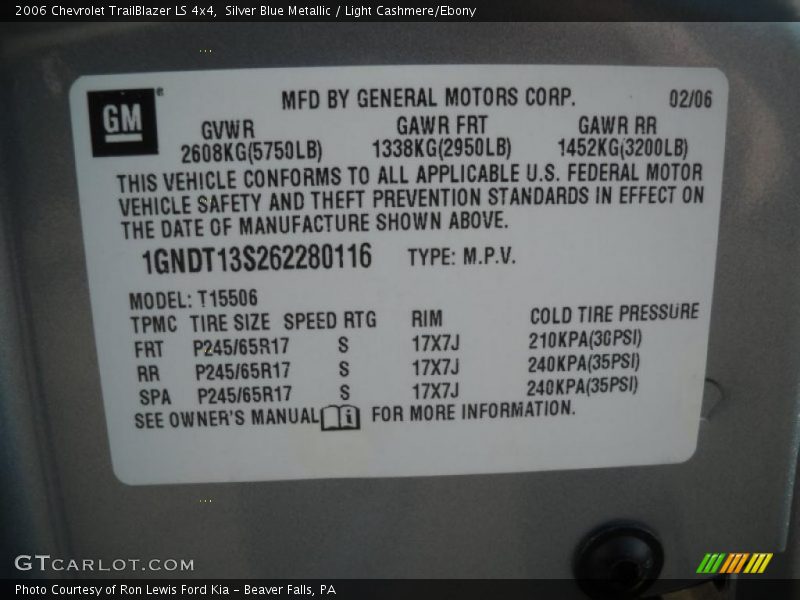 2006 Chevrolet TrailBlazer LS 4x4,  Silver Blue Metallic / Light Cashmere/Ebony
GM ® MFD BY GENERAL MOTORS CORP. 02/06
GVWR GAWR FRT GAWR RR
2608KG(5750LB) 1338KG(2950LB) 1452KG(3200LB)
THIS VEHICLE CONFORMS TO ALL APPLICABLE U.S. FEDERAL MOTOR
VEHICLE SAFETY AND THEFT PREVENTION STANDARDS IN EFFECT ON
THE DATE OF MANUFACTURE SHOWN ABOVE.
1GNDT13S262280116 TYPE: M.P.V.
MODEL: T15506
TPMC TIRE SIZE SPEED RTG RIM COLD TIRE PRESSURE
FRT P245/65R17 S 17X7J 210KPA(30PSI)
RR P245/65R17 S 17X7J 240KPA(35PSI)
SPA P245/65R17 S 17X7J 240KPA(35PSI)
SEE OWNER'S MANUAL i FOR MORE INFORMATION.
GTCARLOT.COM
Photo Courtesy of Ron Lewis Ford Kia - Beaver Falls, PA